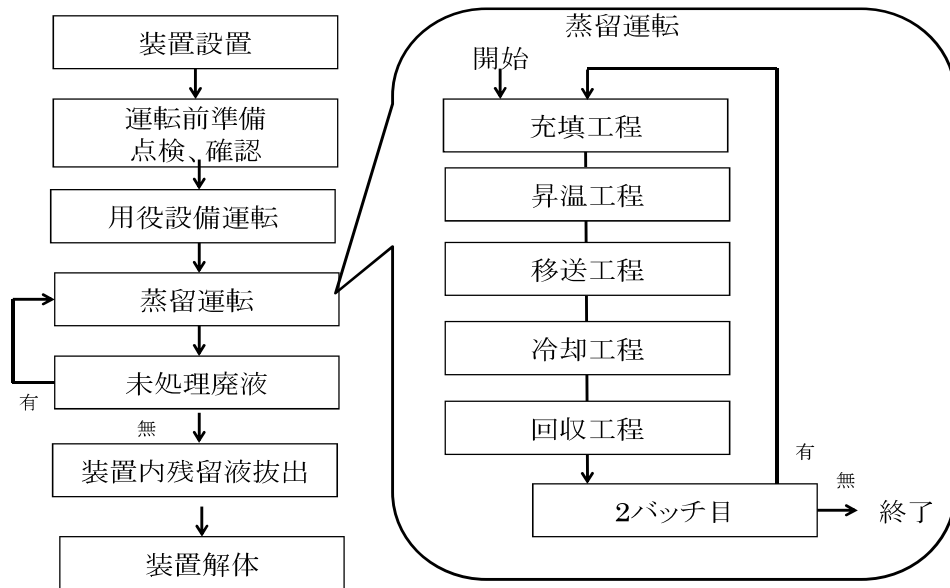 装置設置
運転前準備
点検、確認
用役設備運転
蒸留運転
未処理廃液
有
無
装置内残留液抜出
装置解体
蒸留運転
開始
充填工程
昇温工程
移送工程
冷却工程
回収工程
有
無
2バッチ目
終了